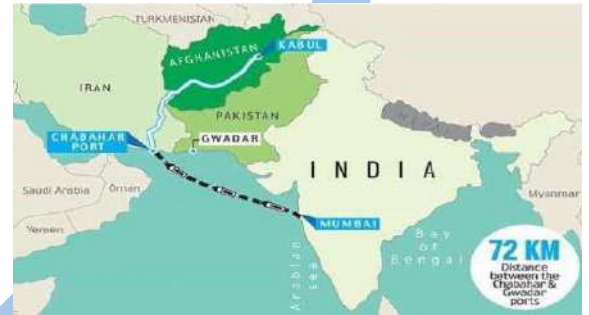 TURKMENISTAN
AFGHANISTAN
KABUL
IRAN
PAKISTAN
CHABAHAR
PORT
GWADAR
INDIA
Saudi Arabia
Oman
Myanmar
Yemen
MUMBAI
Arabian
sea
Bay
of
Bengal
72 KM
Distance
between the
Chabahar &
Gwadar
ports